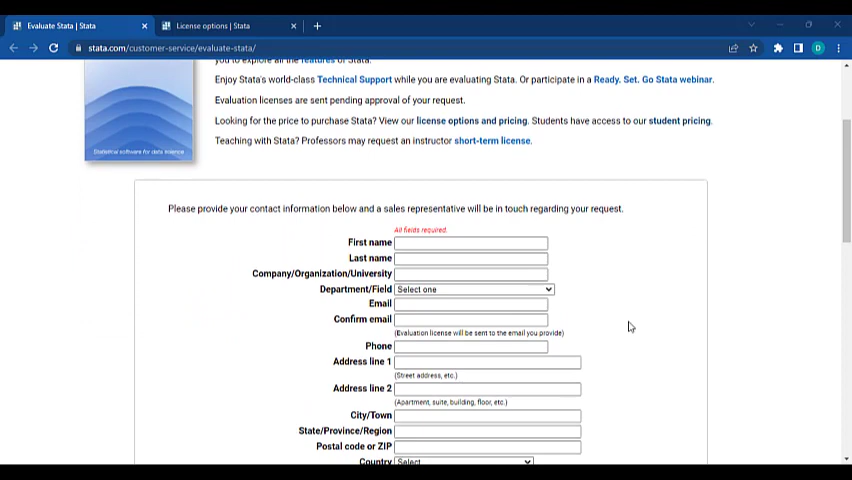 Evaluate Stata | Stata
License options | Stata
stata.com/customer-service/evaluate-stata/
D
you to explore all the features of Stata.
Enjoy Stata's world-class Technical Support while you are evaluating Stata. Or participate in a Ready. Set. Go Stata webinar.
Evaluation licenses are sent pending approval of your request.
Looking for the price to purchase Stata? View our license options and pricing. Students have access to our student pricing.
Teaching with Stata? Professors may request an instructor short-term license.
Statistical software for data science
Please provide your contact information below and a sales representative will be in touch regarding your request.
All fields required.
First name
Last name
Company/Organization/University
Department/Field Select one
Email
Confirm email
(Evaluation license will be sent to the email you provide)
Phone
Address line 1
(Street address, etc.)
Address line 2
(Apartment, suite, building, floor, etc.)
City/Town
State/Province/Region
Postal code or ZIP
Country Select